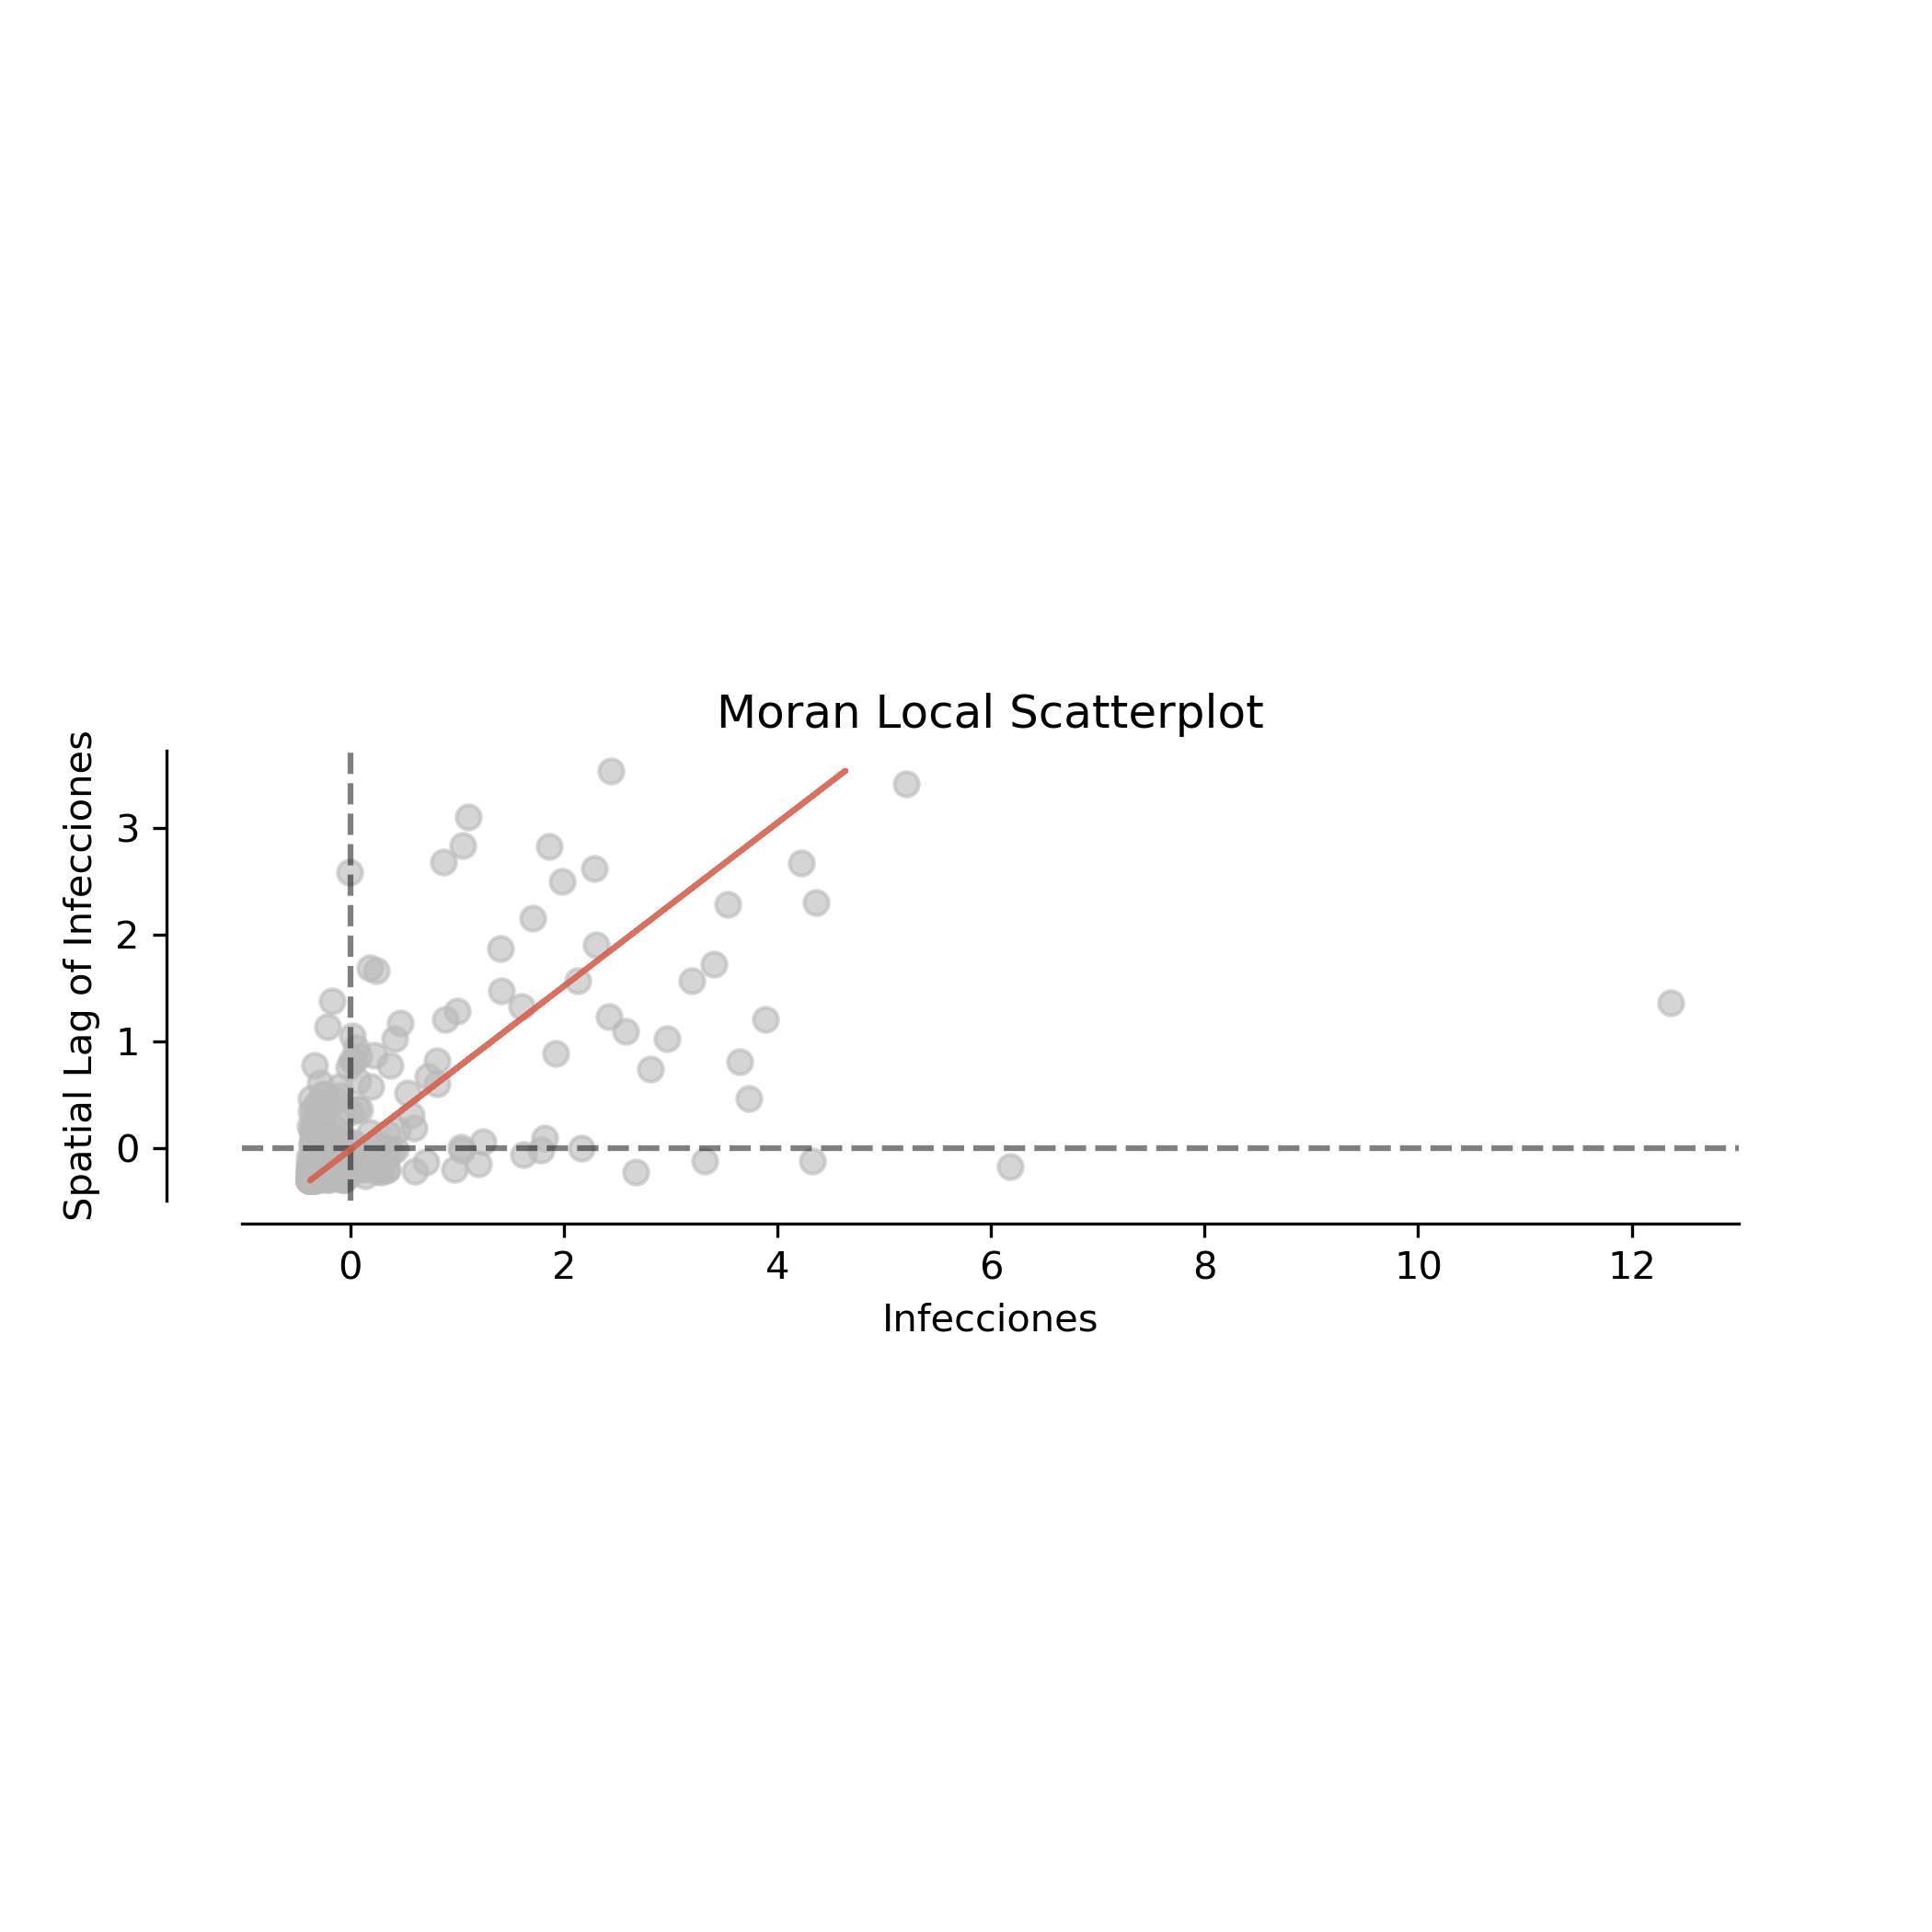 Moran Local Scatterplot
Spatial Lag of Infecciones
3
2
1
0
0 2 4 6 8 10 12
Infecciones